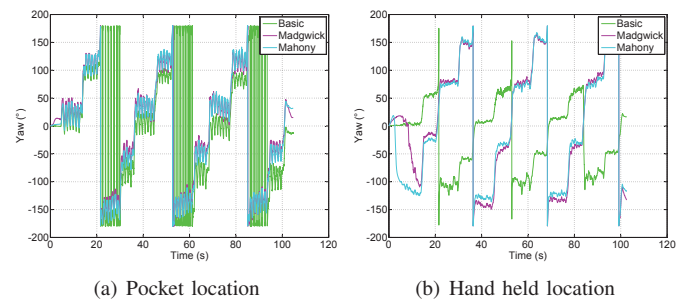 200
150
100
50
0
-50
-100
-150
-200
Yaw (°)
0 20 40 60 80 100 120
Time (s)
Basic
Madgwick
Mahony
(a) Pocket location
200
150
100
50
0
-50
-100
-150
-200
Yaw (°)
0 20 40 60 80 100 120
Time (s)
Basic
Madgwick
Mahony
(b) Hand held location